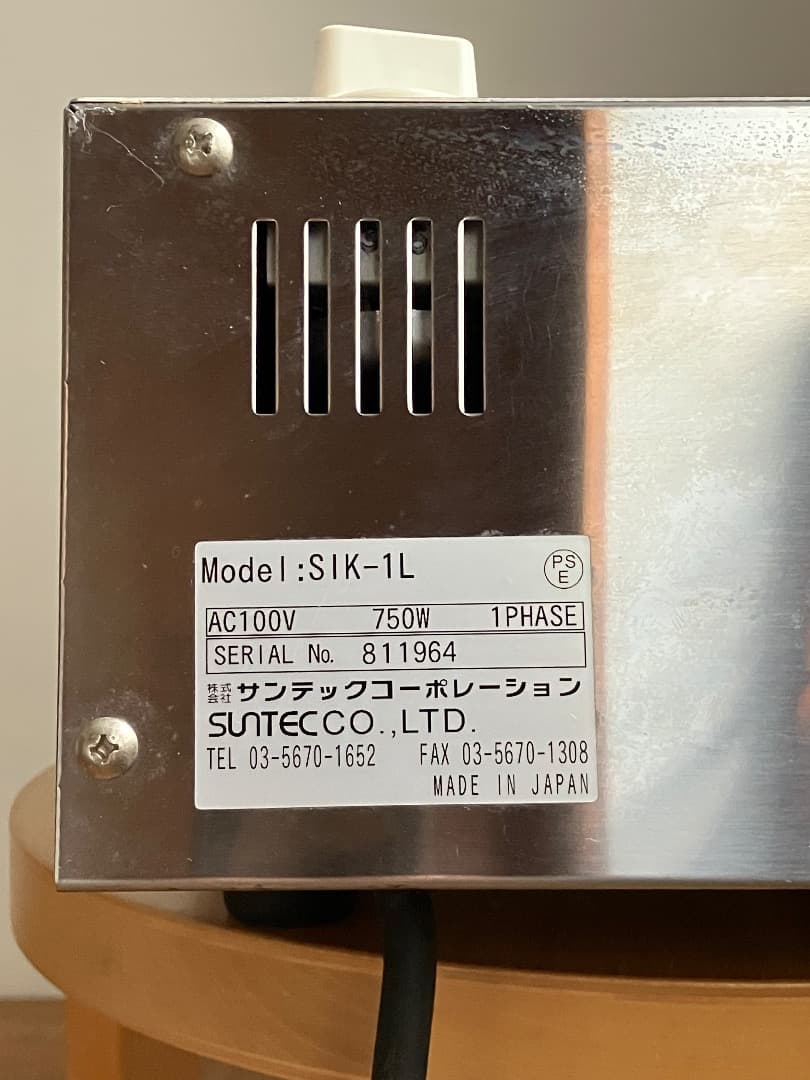 Model:SIK-1L
PS
E
AC100V 750W 1PHASE
SERIAL No. 811964
株式会社 サンテックコーポレーション
SUNTEC CO.,LTD.
TEL 03-5670-1652 FAX 03-5670-1308
MADE IN JAPAN